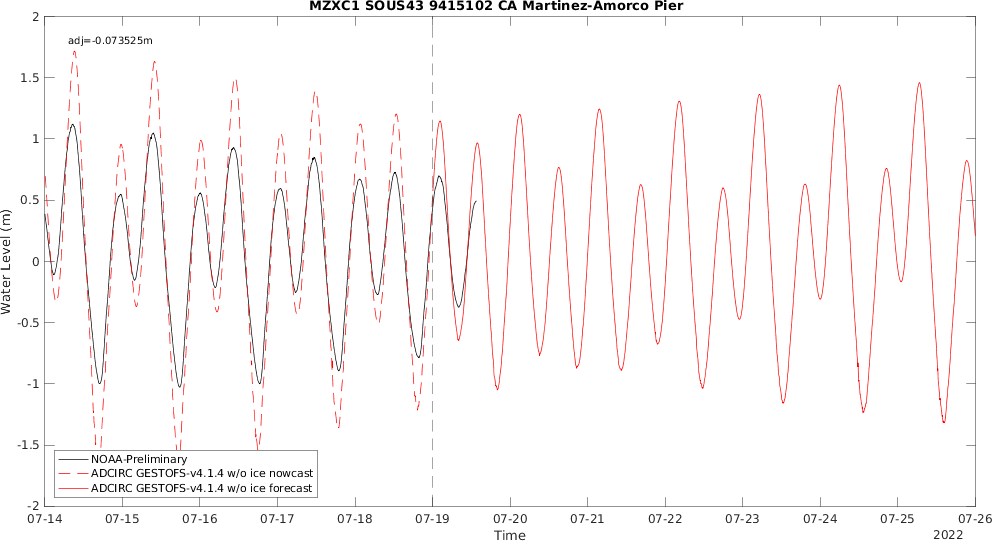 MZXC1 SOUS43 9415102 CA Martinez-Amorco Pier
adj=-0.073525m
2
1.5
1
0.5
0
-0.5
-1
-1.5
-2
Water Level (m)
NOAA-Preliminary
ADCIRC GESTOFS-v4.1.4 w/o ice nowcast
ADCIRC GESTOFS-v4.1.4 w/o ice forecast
07-14 07-15 07-16 07-17 07-18 07-19 07-20 07-21 07-22 07-23 07-24 07-25 07-26
Time
2022